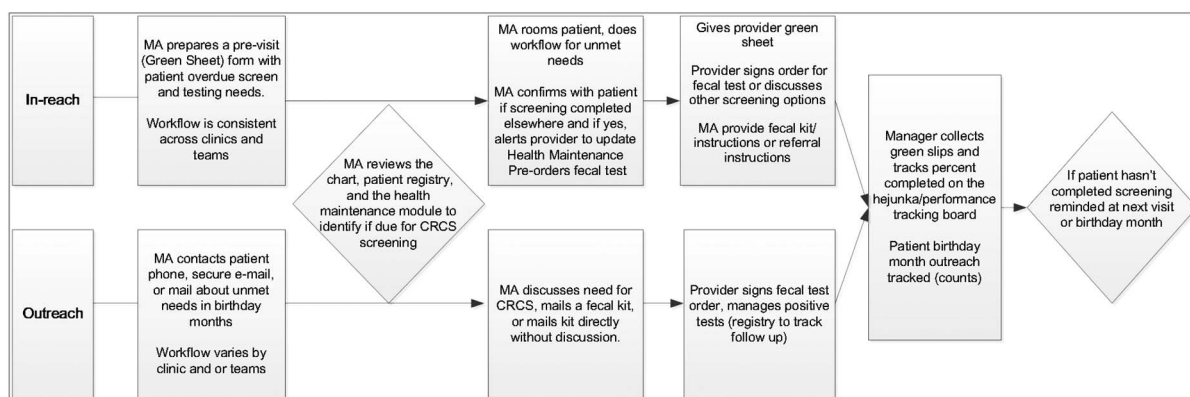 In-reach
MA prepares a pre-visit
(Green Sheet) form with
patient overdue screen
and testing needs.
Workflow is consistent
across clinics and
teams
MA reviews the
chart, patient registry,
and the health
maintenance module to
identify if due for CRCS
screening
MA rooms patient, does
workflow for unmet
needs
MA confirms with patient
if screening completed
elsewhere and if yes,
alerts provider to update
Health Maintenance
Pre-orders fecal test
Gives provider green
sheet
Provider signs order for
fecal test or discusses
other screening options
MA provide fecal kit/
instructions or referral
instructions
Outreach
MA contacts patient
phone, secure e-mail,
or mail about unmet
needs in birthday
months
Workflow varies by
clinic and or teams
MA discusses need for
CRCS, mails a fecal kit,
or mails kit directly
without discussion.
Provider signs fecal test
order, manages positive
tests (registry to track
follow up)
Manager collects
green slips and
tracks percent
completed on the
hejunka/performance
tracking board
Patient birthday
month outreach
tracked (counts)
If patient hasn't
completed screening
reminded at next visit
or birthday month